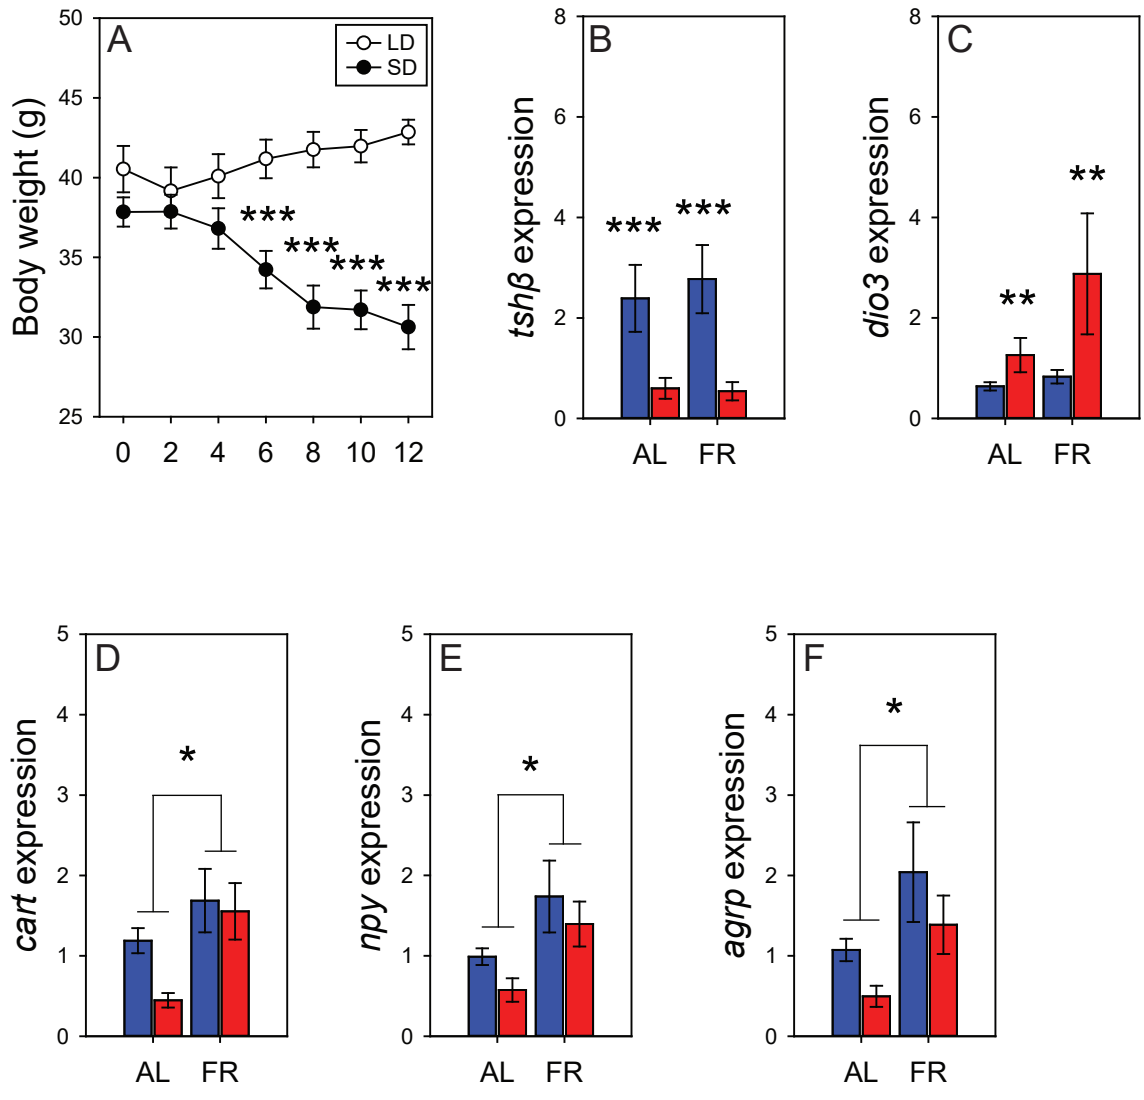 A
LD
SD
Body weight (g)
50
45
40
35
30
25
0 2 4 6 8 10 12
***
***
***
***
B
tshβ expression
8
6
4
2
0
***
***
AL FR
C
dio3 expression
8
6
4
2
0
**
**
AL FR
D
cart expression
5
4
3
2
1
0
*
AL FR
E
npy expression
5
4
3
2
1
0
*
AL FR
F
agrp expression
5
4
3
2
1
0
*
AL FR